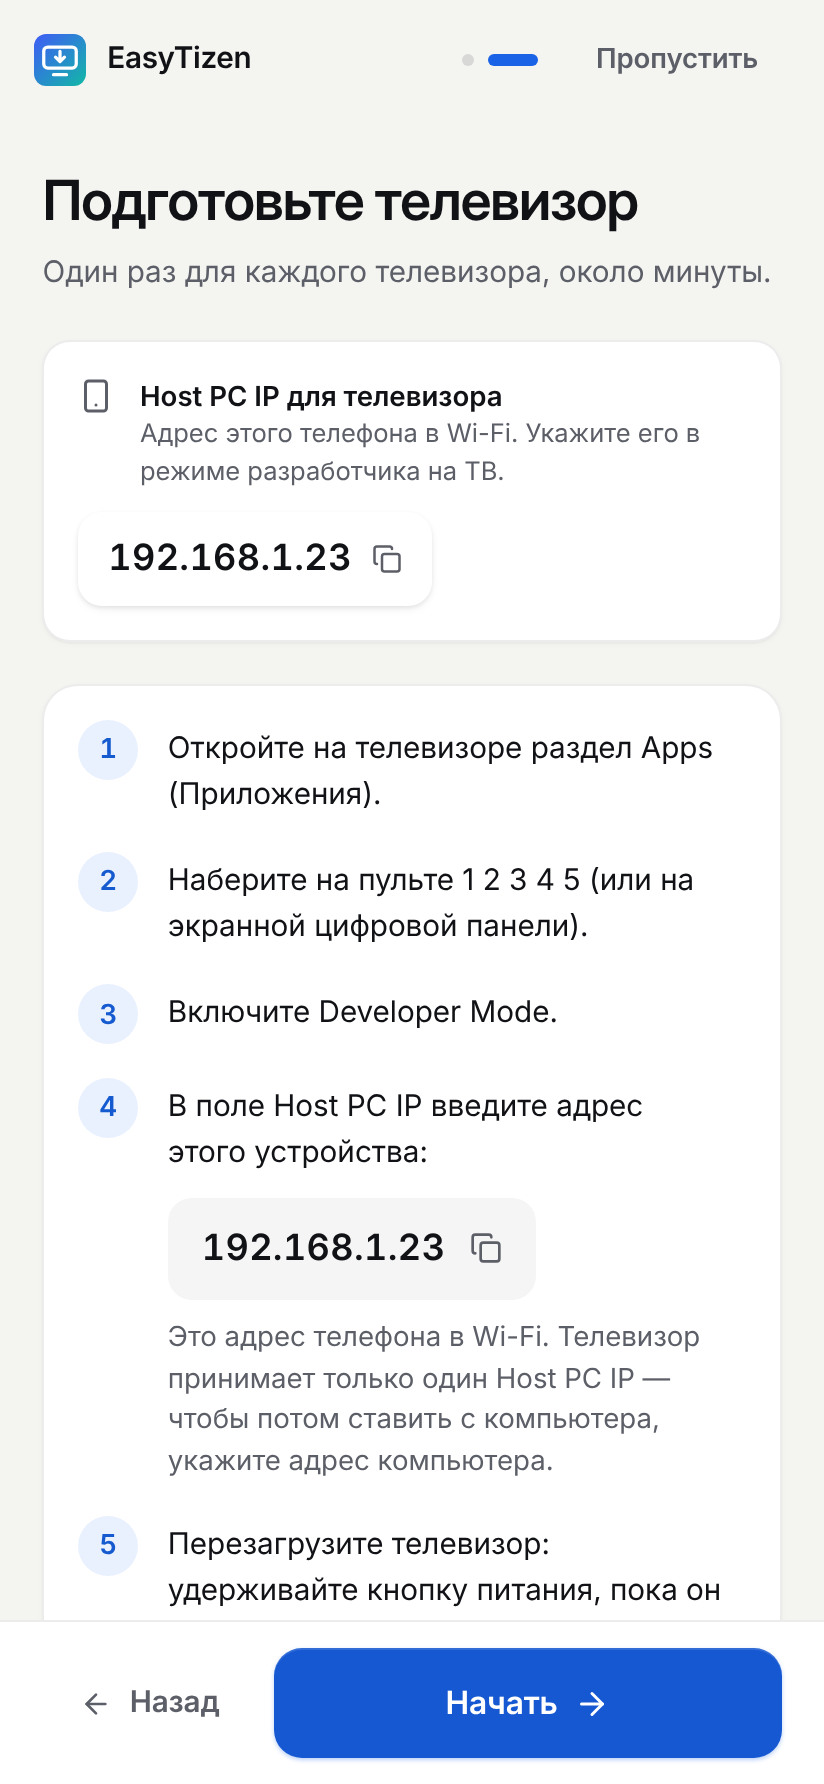 EasyTizen
Пропустить
Подготовьте телевизор
Один раз для каждого телевизора, около минуты.
Host PC IP для телевизора
Адрес этого телефона в Wi-Fi. Укажите его в
режиме разработчика на ТВ.
192.168.1.23
1 Откройте на телевизоре раздел Apps
(Приложения).
2 Наберите на пульте 1 2 3 4 5 (или на
экранной цифровой панели).
3 Включите Developer Mode.
4 В поле Host PC IP введите адрес
этого устройства:
192.168.1.23
Это адрес телефона в Wi-Fi. Телевизор
принимает только один Host PC IP —
чтобы потом ставить с компьютера,
укажите адрес компьютера.
5 Перезагрузите телевизор:
удерживайте кнопку питания, пока он
Назад
Начать